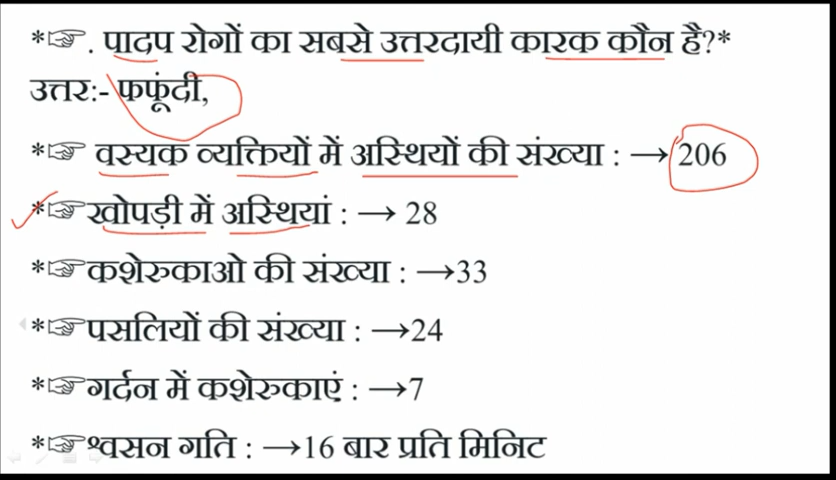 *☞. पादप रोगों का सबसे उत्तरदायी कारक कौन है?*
उत्तर:- फफूंदी,
*☞ वस्यक व्यक्तियों में अस्थियों की संख्या : → 206
*☞खोपड़ी में अस्थियां : → 28
*☞कशेरुकाओ की संख्या : →33
*☞पसलियों की संख्या : →24
*☞गर्दन में कशेरुकाएं : →7
*☞श्वसन गति : →16 बार प्रति मिनिट